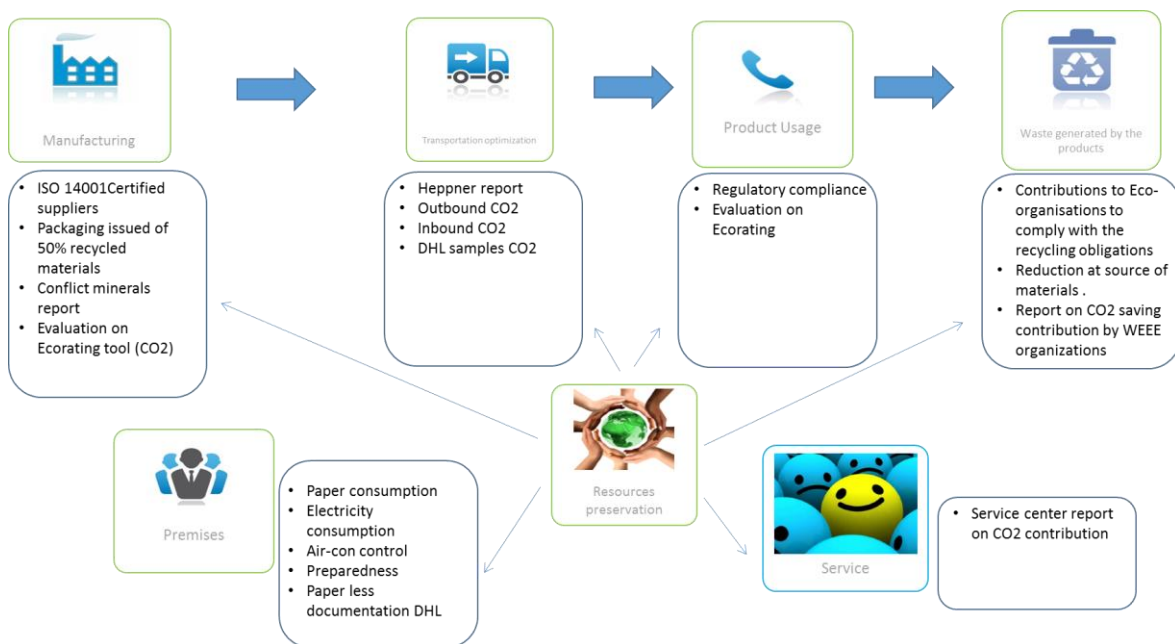 Manufacturing
• ISO 14001Certified
suppliers
• Packaging issued of
50% recycled
materials
• Conflict minerals
report
• Evaluation on
Ecorating tool (CO2)
Transportation optimization
• Heppner report
• Outbound CO2
• Inbound CO2
• DHL samples CO2
Product Usage
• Regulatory compliance
• Evaluation on
Ecorating
Waste generated by the
products
• Contributions to Eco-
organisations to
comply with the
recycling obligations
• Reduction at source of
materials .
• Report on CO2 saving
contribution by WEEE
organizations
Premises
• Paper consumption
• Electricity
consumption
• Air-con control
• Preparedness
• Paper less
documentation DHL
Resources
preservation
Service
• Service center report
on CO2 contribution